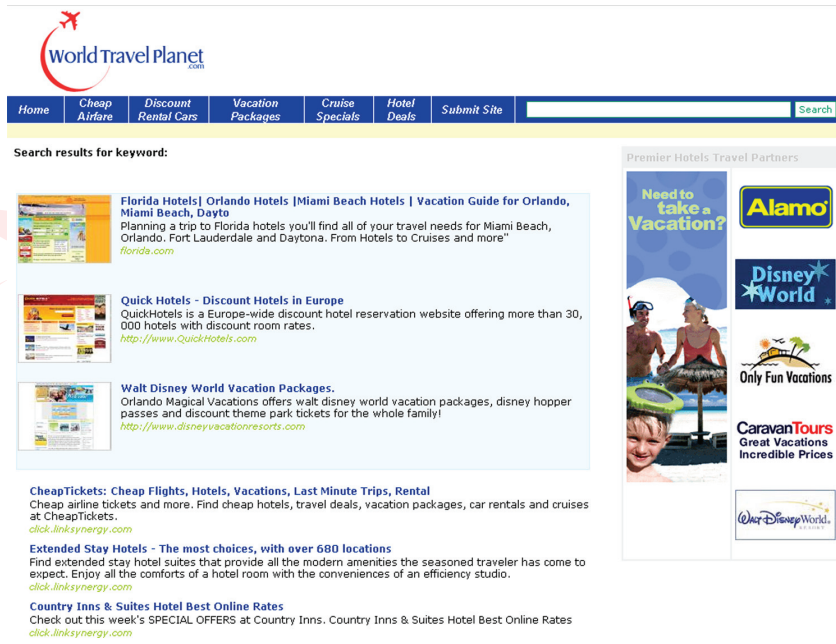 World Travel Planet
.com
Home
Cheap Airfare
Discount Rental Cars
Vacation Packages
Cruise Specials
Hotel Deals
Submit Site
Search
Search results for keyword:
Florida Hotels| Orlando Hotels |Miami Beach Hotels | Vacation Guide for Orlando,
Miami Beach, Dayto
Planning a trip to Florida hotels you'll find all of your travel needs for Miami Beach,
Orlando. Fort Lauderdale and Daytona. From Hotels to Cruises and more"
florida.com
Quick Hotels - Discount Hotels in Europe
QuickHotels is a Europe-wide discount hotel reservation website offering more than 30,
000 hotels with discount room rates.
http://www.QuickHotels.com
Walt Disney World Vacation Packages.
Orlando Magical Vacations offers walt disney world vacation packages, disney hopper
passes and discount theme park tickets for the whole family!
http://www.disneyvacationresorts.com
CheapTickets: Cheap Flights, Hotels, Vacations, Last Minute Trips, Rental
Cheap airline tickets and more. Find cheap hotels, travel deals, vacation packages, car rentals and cruises
at CheapTickets.
click.linksynergy.com
Extended Stay Hotels - The most choices, with over 680 locations
Find extended stay hotel suites that provide all the modern amenities the seasoned traveler has come to
expect. Enjoy all the comforts of a hotel room with the conveniences of an efficiency studio.
click.linksynergy.com
Country Inns & Suites Hotel Best Online Rates
Check out this week's SPECIAL OFFERS at Country Inns. Country Inns & Suites Hotel Best Online Rates
click.linksynergy.com
Premier Hotels Travel Partners
Need to
take a
Vacation?
Alamo
Disney
World
Only Fun Vacations
CaravanTours
Great Vacations
Incredible Prices
Walt Disney World.
RESORT